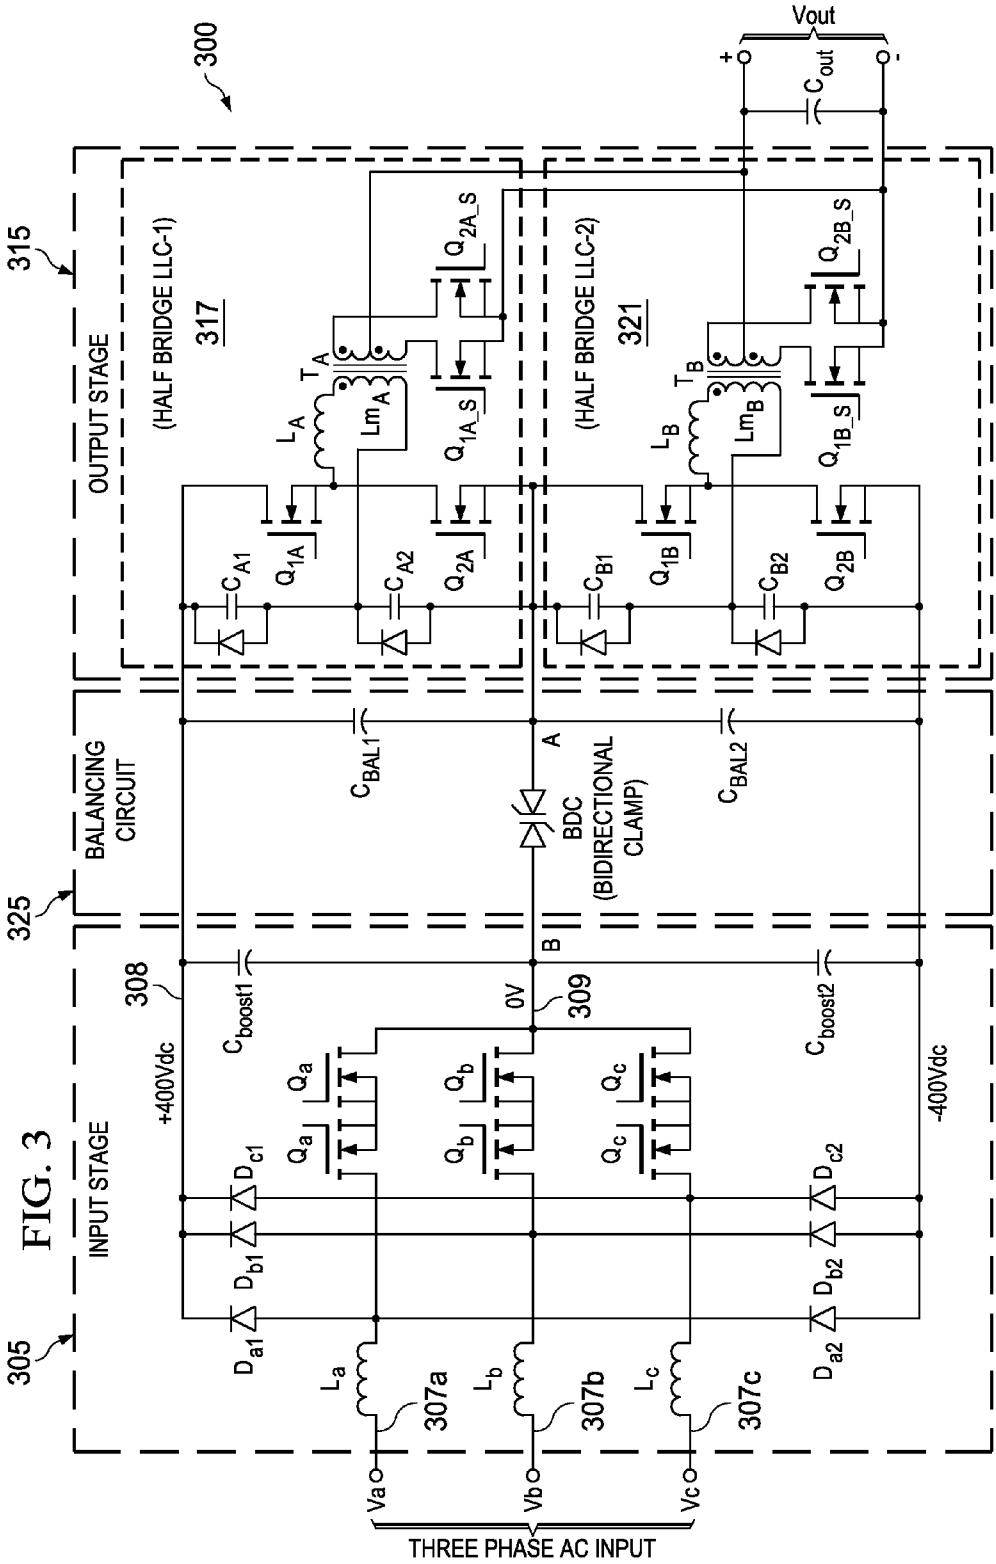 FIG. 3
300
305
INPUT STAGE
325
BALANCING
CIRCUIT
315
OUTPUT STAGE
(HALF BRIDGE LLC-1)
317
(HALF BRIDGE LLC-2)
321
THREE PHASE AC INPUT
Va
Vb
Vc
307a
307b
307c
La
Lb
Lc
Da1
Db1
Dc1
Da2
Db2
Dc2
Qa
Qa
Qb
Qb
Qc
Qc
+400Vdc
308
0V
309
-400Vdc
Cboost1
Cboost2
B
BDC
(BIDIRECTIONAL
CLAMP)
A
CBAL1
CBAL2
CA1
CA2
CB1
CB2
Q1A
Q2A
Q1B
Q2B
LA
LmA
TA
LB
LmB
TB
Q1A_S
Q2A_S
Q1B_S
Q2B_S
Cout
+
-
Vout